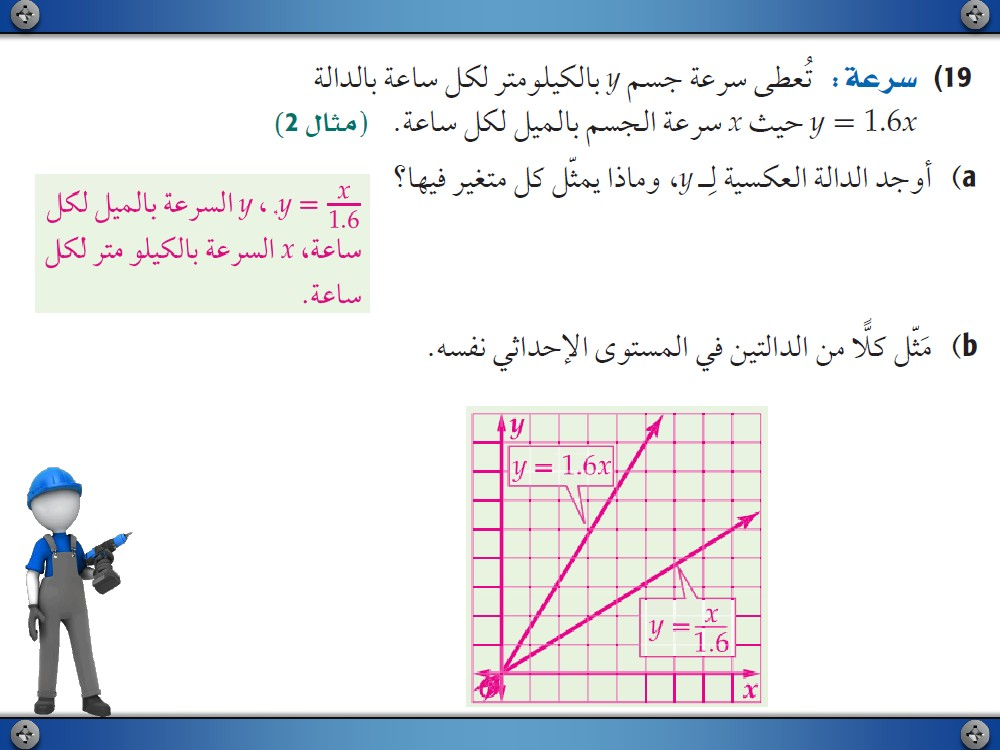 19) سرعة: تُعطى سرعة جسم y بالكيلومتر لكل ساعة بالدالة
y = 1.6x حيث x سرعة الجسم بالميل لكل ساعة. (مثال 2)
a) أوجد الدالة العكسية لِـ y، وماذا يمثّل كل متغير فيها؟
y = x/1.6 ، y السرعة بالميل لكل
ساعة، x السرعة بالكيلو متر لكل
ساعة.
b) مَثّل كلًّا من الدالتين في المستوى الإحداثي نفسه.
y
y = 1.6x
y = x/1.6
x